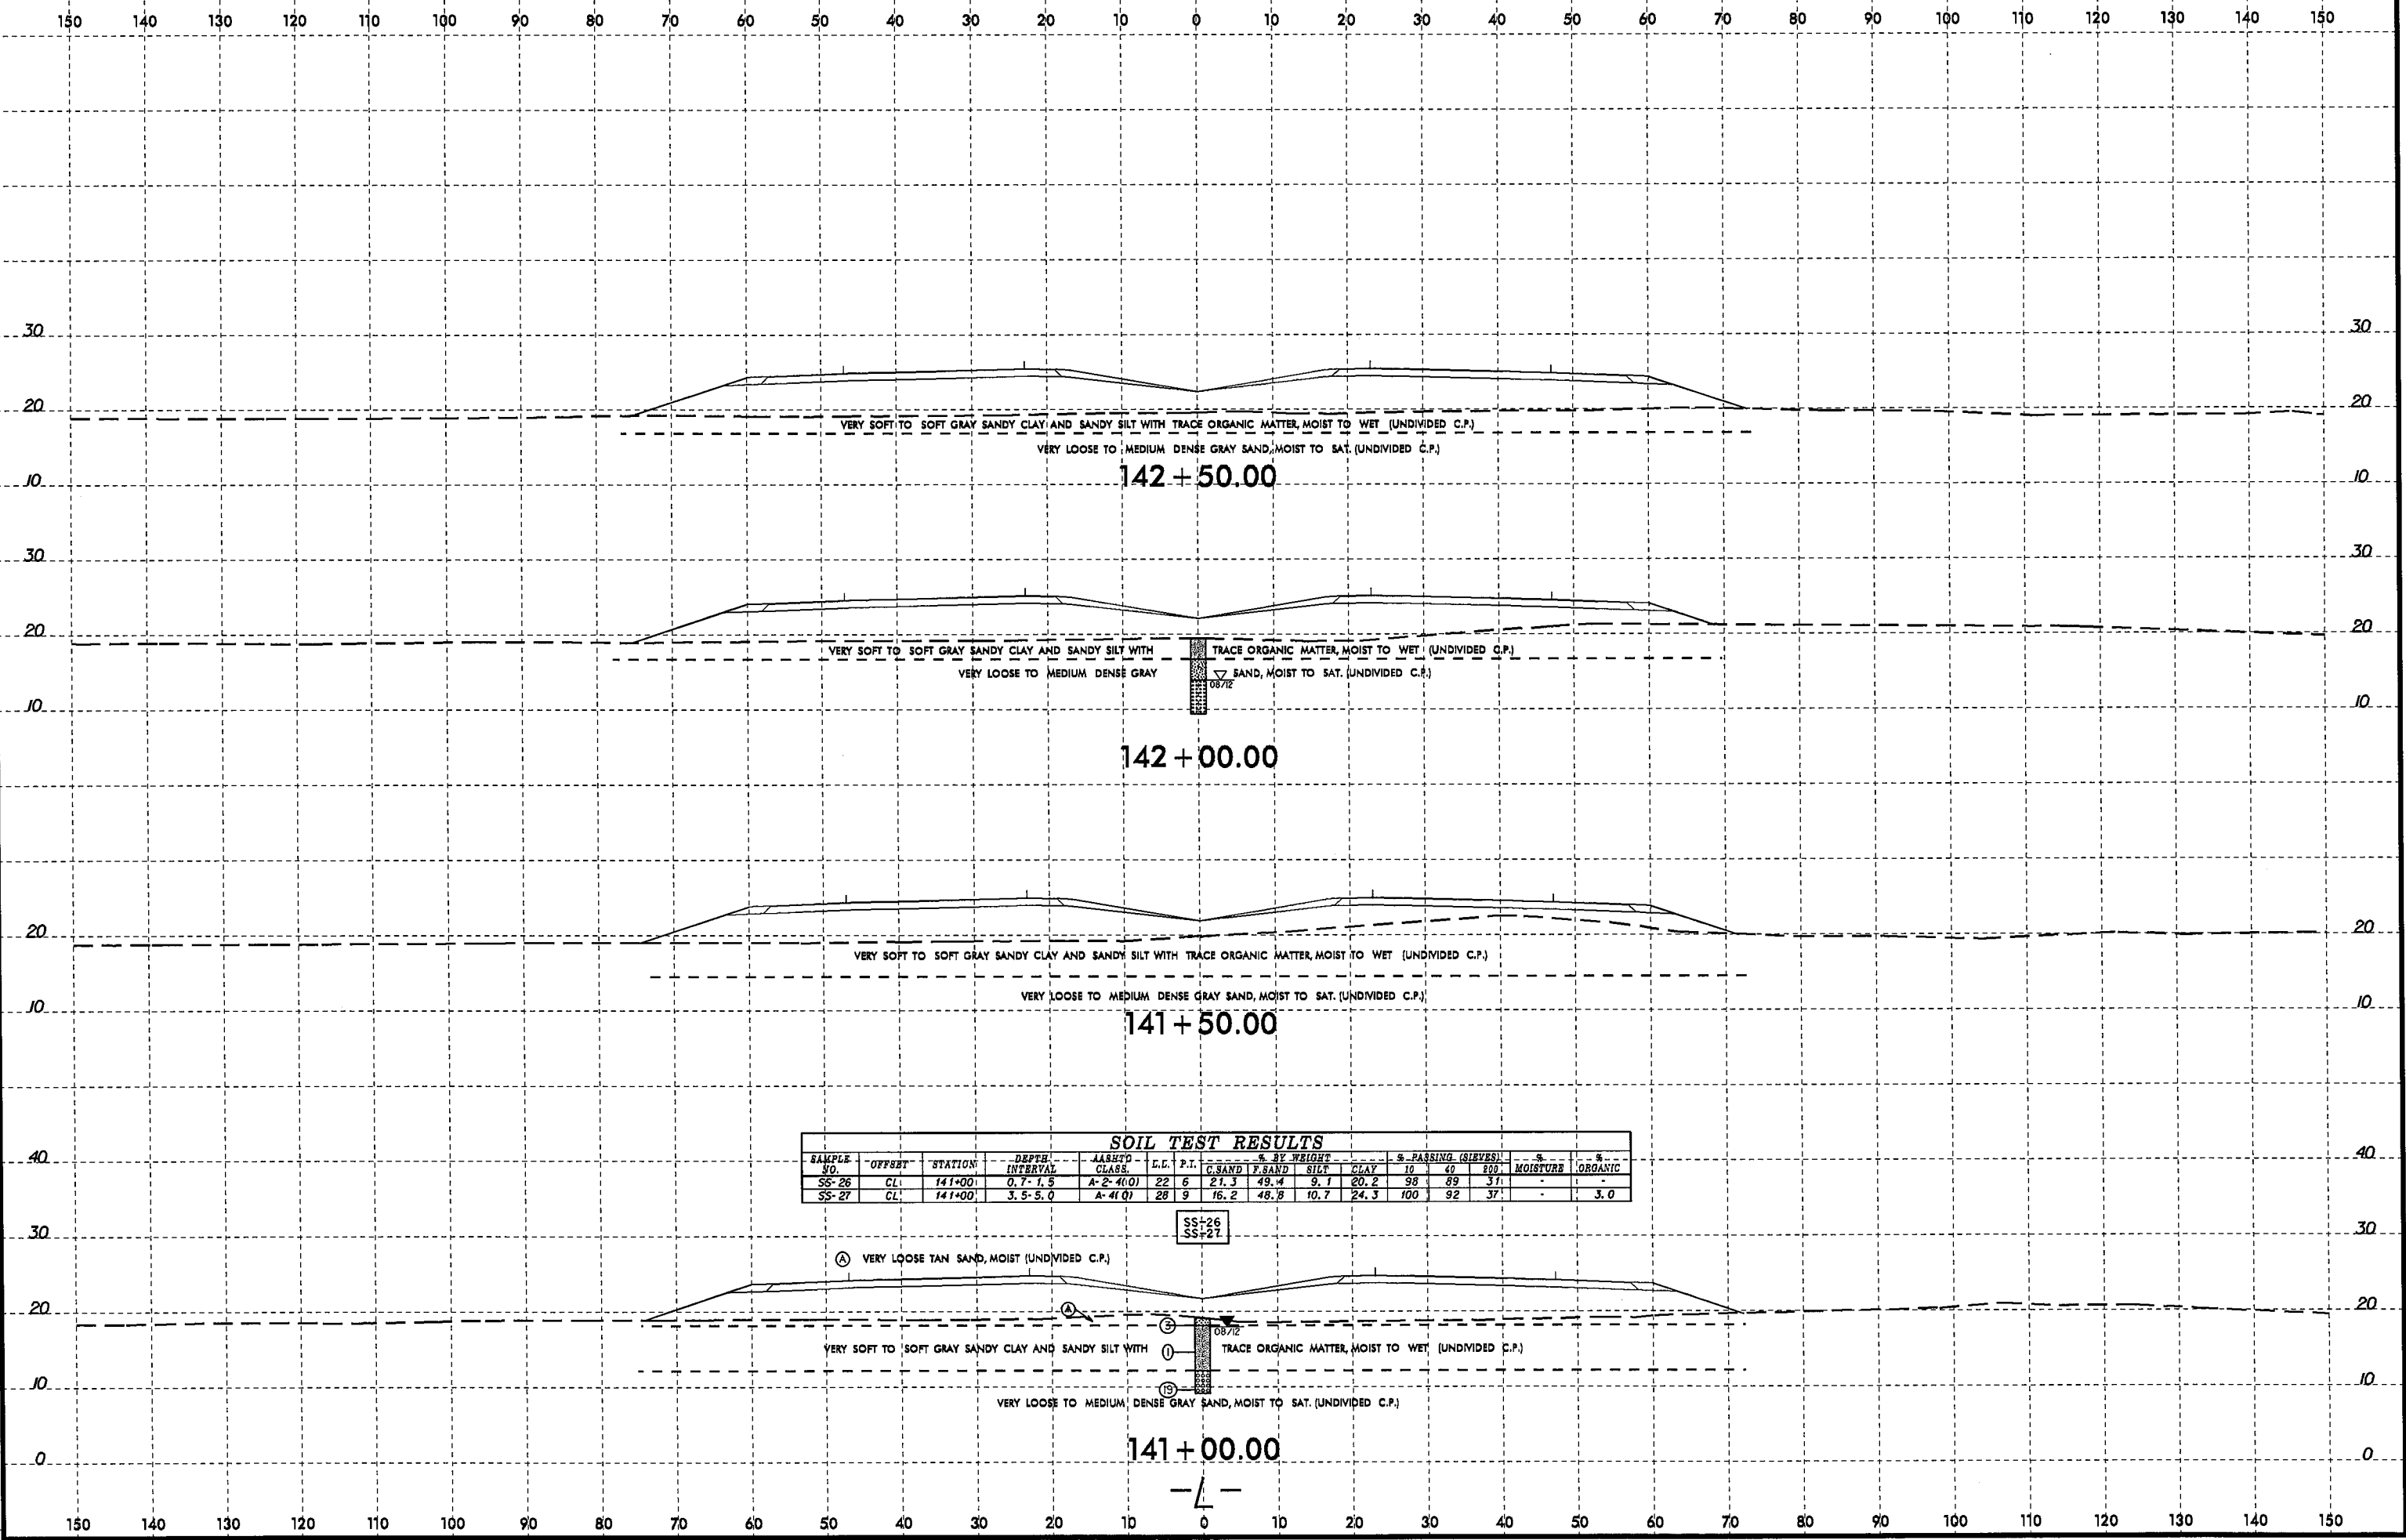 150 140 130 120 110 100 90 80 70 60 50 40 30 20 10 0 10 20 30 40 50 60 70 80 90 100 110 120 130 140 150
30 30
20 20
VERY SOFT TO SOFT GRAY SANDY CLAY AND SANDY SILT WITH TRACE ORGANIC MATTER, MOIST TO WET (UNDIVIDED C.P.)
VERY LOOSE TO MEDIUM DENSE GRAY SAND, MOIST TO SAT. (UNDIVIDED C.P.)
142+50.00
10 10
30 30
20 20
VERY SOFT TO SOFT GRAY SANDY CLAY AND SANDY SILT WITH TRACE ORGANIC MATTER, MOIST TO WET (UNDIVIDED C.P.)
VERY LOOSE TO MEDIUM DENSE GRAY SAND, MOIST TO SAT. (UNDIVIDED C.P.)
08/12
10 10
142+00.00
20 20
VERY SOFT TO SOFT GRAY SANDY CLAY AND SANDY SILT WITH TRACE ORGANIC MATTER, MOIST TO WET (UNDIVIDED C.P.)
VERY LOOSE TO MEDIUM DENSE GRAY SAND, MOIST TO SAT. (UNDIVIDED C.P.)
10 10
141+50.00
SOIL TEST RESULTS
SAMPLE NO. OFFSET STATION DEPTH INTERVAL AASHTO CLASS. L.L. P.I. % BY WEIGHT C.SAND F.SAND SILT CLAY % PASSING (SIEVES) 10 40 200 % MOISTURE % ORGANIC
SS-26 CL 141+00 0.7-1.5 A-2-4(0) 22 6 21.3 49.4 9.1 20.2 98 89 31 - -
SS-27 CL 141+00 3.5-5.0 A-4(0) 28 9 16.2 48.8 10.7 24.3 100 92 37 - 3.0
40 40
SS-26
SS-27
30 30
A VERY LOOSE TAN SAND, MOIST (UNDIVIDED C.P.)
20 20
A
3
08/12
VERY SOFT TO SOFT GRAY SANDY CLAY AND SANDY SILT WITH 1 TRACE ORGANIC MATTER, MOIST TO WET (UNDIVIDED C.P.)
10 10
19
VERY LOOSE TO MEDIUM DENSE GRAY SAND, MOIST TO SAT. (UNDIVIDED C.P.)
141+00.00
0 0
-L-
150 140 130 120 110 100 90 80 70 60 50 40 30 20 10 0 10 20 30 40 50 60 70 80 90 100 110 120 130 140 150